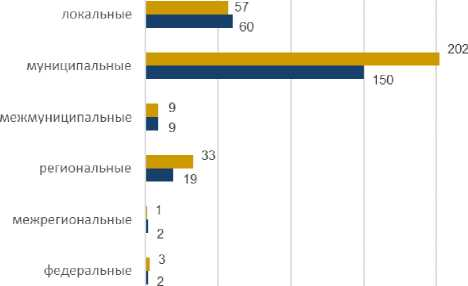 локальные 57
60
муниципальные 202
150
межмуниципальные 9
9
региональные 33
19
межрегиональные 1
2
федеральные 3
2